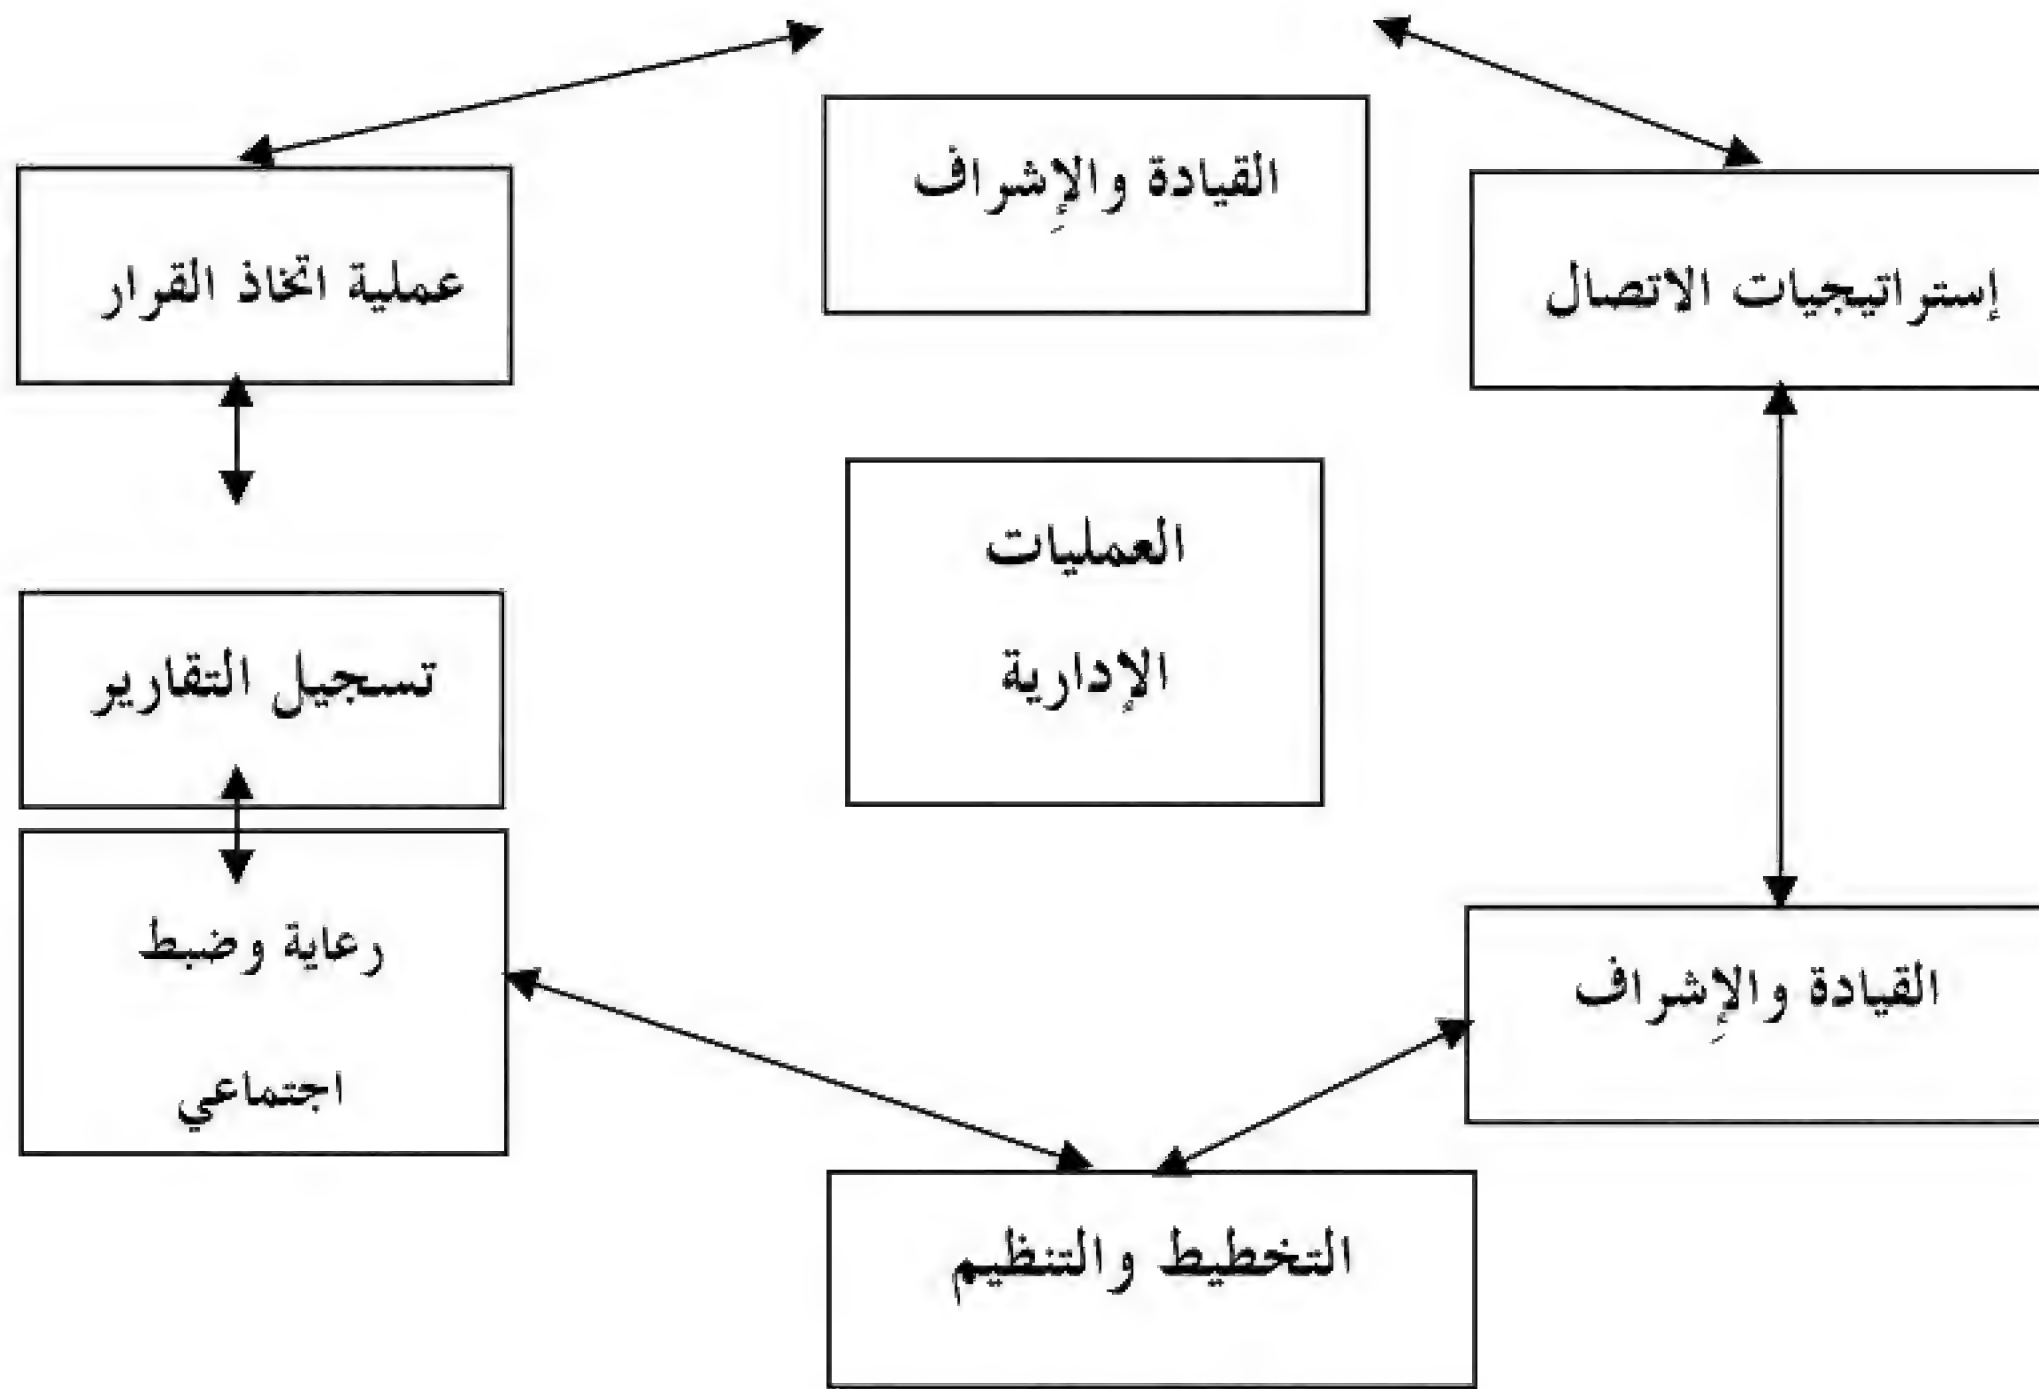 القيادة والإشراف
إستراتيجيات الاتصال
عملية اتخاذ القرار
العمليات
الإدارية
تسجيل التقارير
القيادة والإشراف
رعاية وضبط
اجتماعي
التخطيط والتنظيم